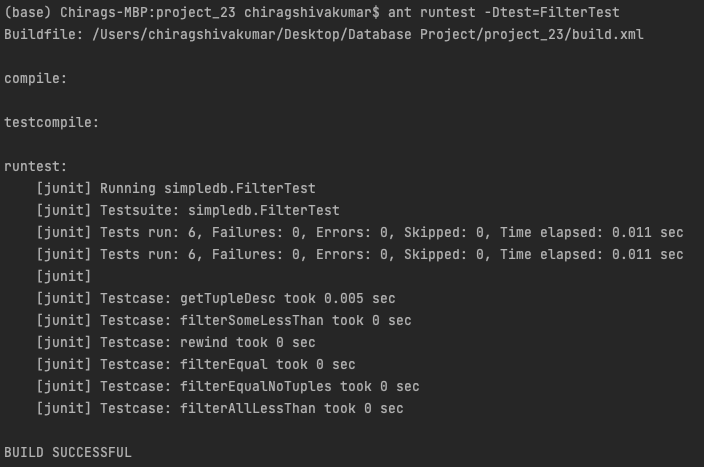 (base) Chirags-MBP:project_23 chiragshivakumar$ ant runtest -Dtest=FilterTest
Buildfile: /Users/chiragshivakumar/Desktop/Database Project/project_23/build.xml
compile:
testcompile:
runtest:
[junit] Running simpledb.FilterTest
[junit] Testsuite: simpledb.FilterTest
[junit] Tests run: 6, Failures: 0, Errors: 0, Skipped: 0, Time elapsed: 0.011 sec
[junit] Tests run: 6, Failures: 0, Errors: 0, Skipped: 0, Time elapsed: 0.011 sec
[junit]
[junit] Testcase: getTupleDesc took 0.005 sec
[junit] Testcase: filterSomeLessThan took 0 sec
[junit] Testcase: rewind took 0 sec
[junit] Testcase: filterEqual took 0 sec
[junit] Testcase: filterEqualNoTuples took 0 sec
[junit] Testcase: filterAllLessThan took 0 sec
BUILD SUCCESSFUL